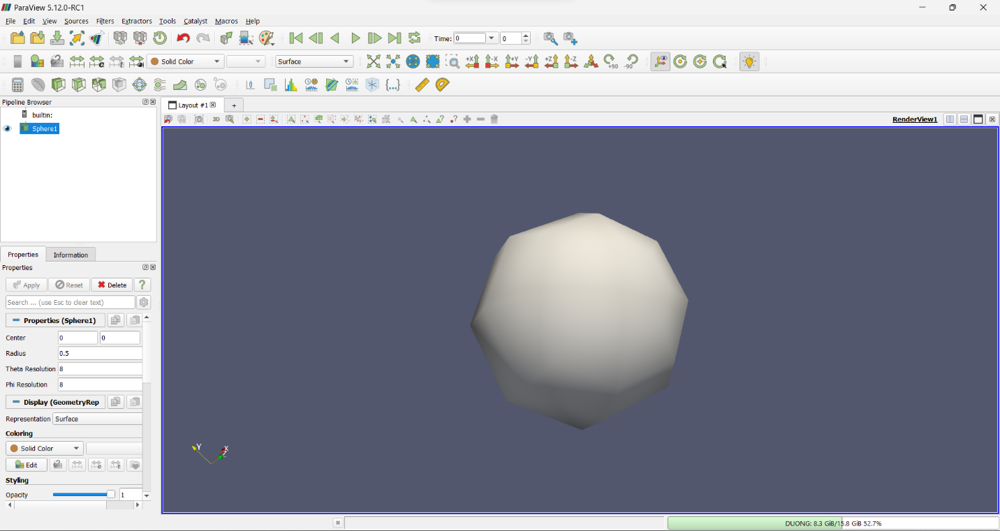 ParaView 5.12.0-RC1
File Edit View Sources Filters Extractors Tools Catalyst Macros Help
Time: 0 0
Solid Color Surface +X -X +Y -Y +Z -Z +90 -90
Pipeline Browser
Layout #1 +
3D RenderView1
builtin:
Sphere1
Properties Information
Properties
Apply Reset Delete ?
Search ... (use Esc to clear text)
Properties (Sphere1)
Center 0 0
Radius 0.5
Theta Resolution 8
Phi Resolution 8
Display (GeometryRep
Representation Surface
Coloring
Solid Color
Edit
Styling
Opacity 1
Y X Z
DUONG: 8.3 GiB/15.8 GiB 52.7%